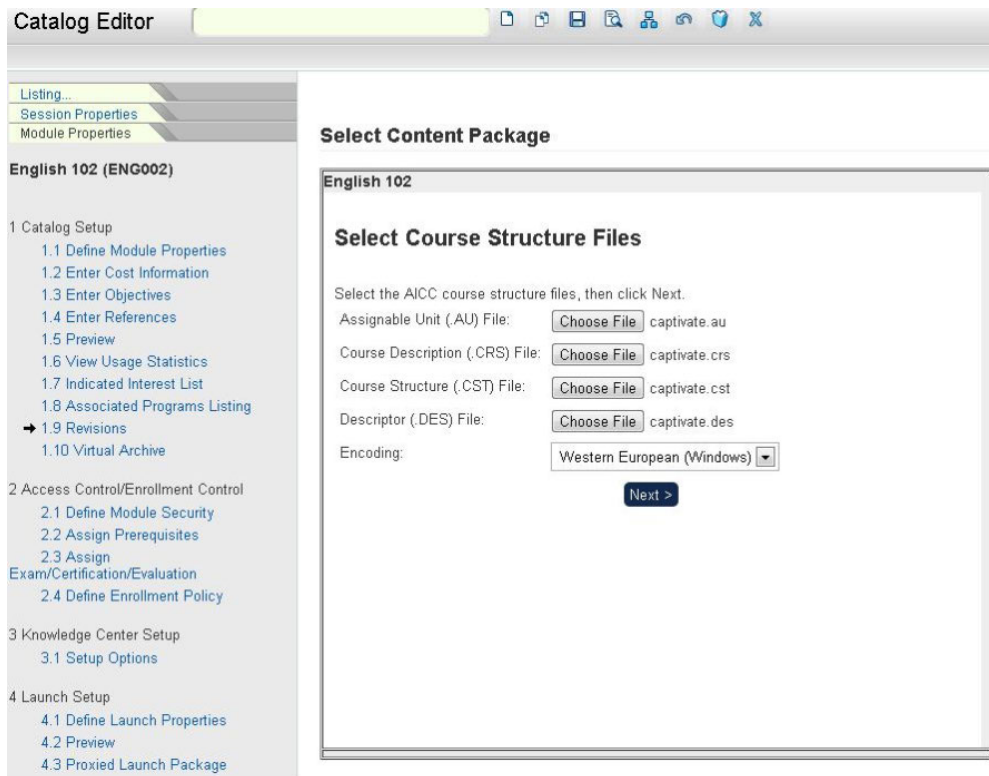 Catalog Editor
Listing...
Session Properties
Module Properties
English 102 (ENG002)
1 Catalog Setup
1.1 Define Module Properties
1.2 Enter Cost Information
1.3 Enter Objectives
1.4 Enter References
1.5 Preview
1.6 View Usage Statistics
1.7 Indicated Interest List
1.8 Associated Programs Listing
1.9 Revisions
1.10 Virtual Archive
2 Access Control/Enrollment Control
2.1 Define Module Security
2.2 Assign Prerequisites
2.3 Assign
Exam/Certification/Evaluation
2.4 Define Enrollment Policy
3 Knowledge Center Setup
3.1 Setup Options
4 Launch Setup
4.1 Define Launch Properties
4.2 Preview
4.3 Proxied Launch Package
Select Content Package
English 102
Select Course Structure Files
Select the AICC course structure files, then click Next.
Assignable Unit (.AU) File: Choose File captivate.au
Course Description (.CRS) File: Choose File captivate.crs
Course Structure (.CST) File: Choose File captivate.cst
Descriptor (.DES) File: Choose File captivate.des
Encoding: Western European (Windows)
Next >